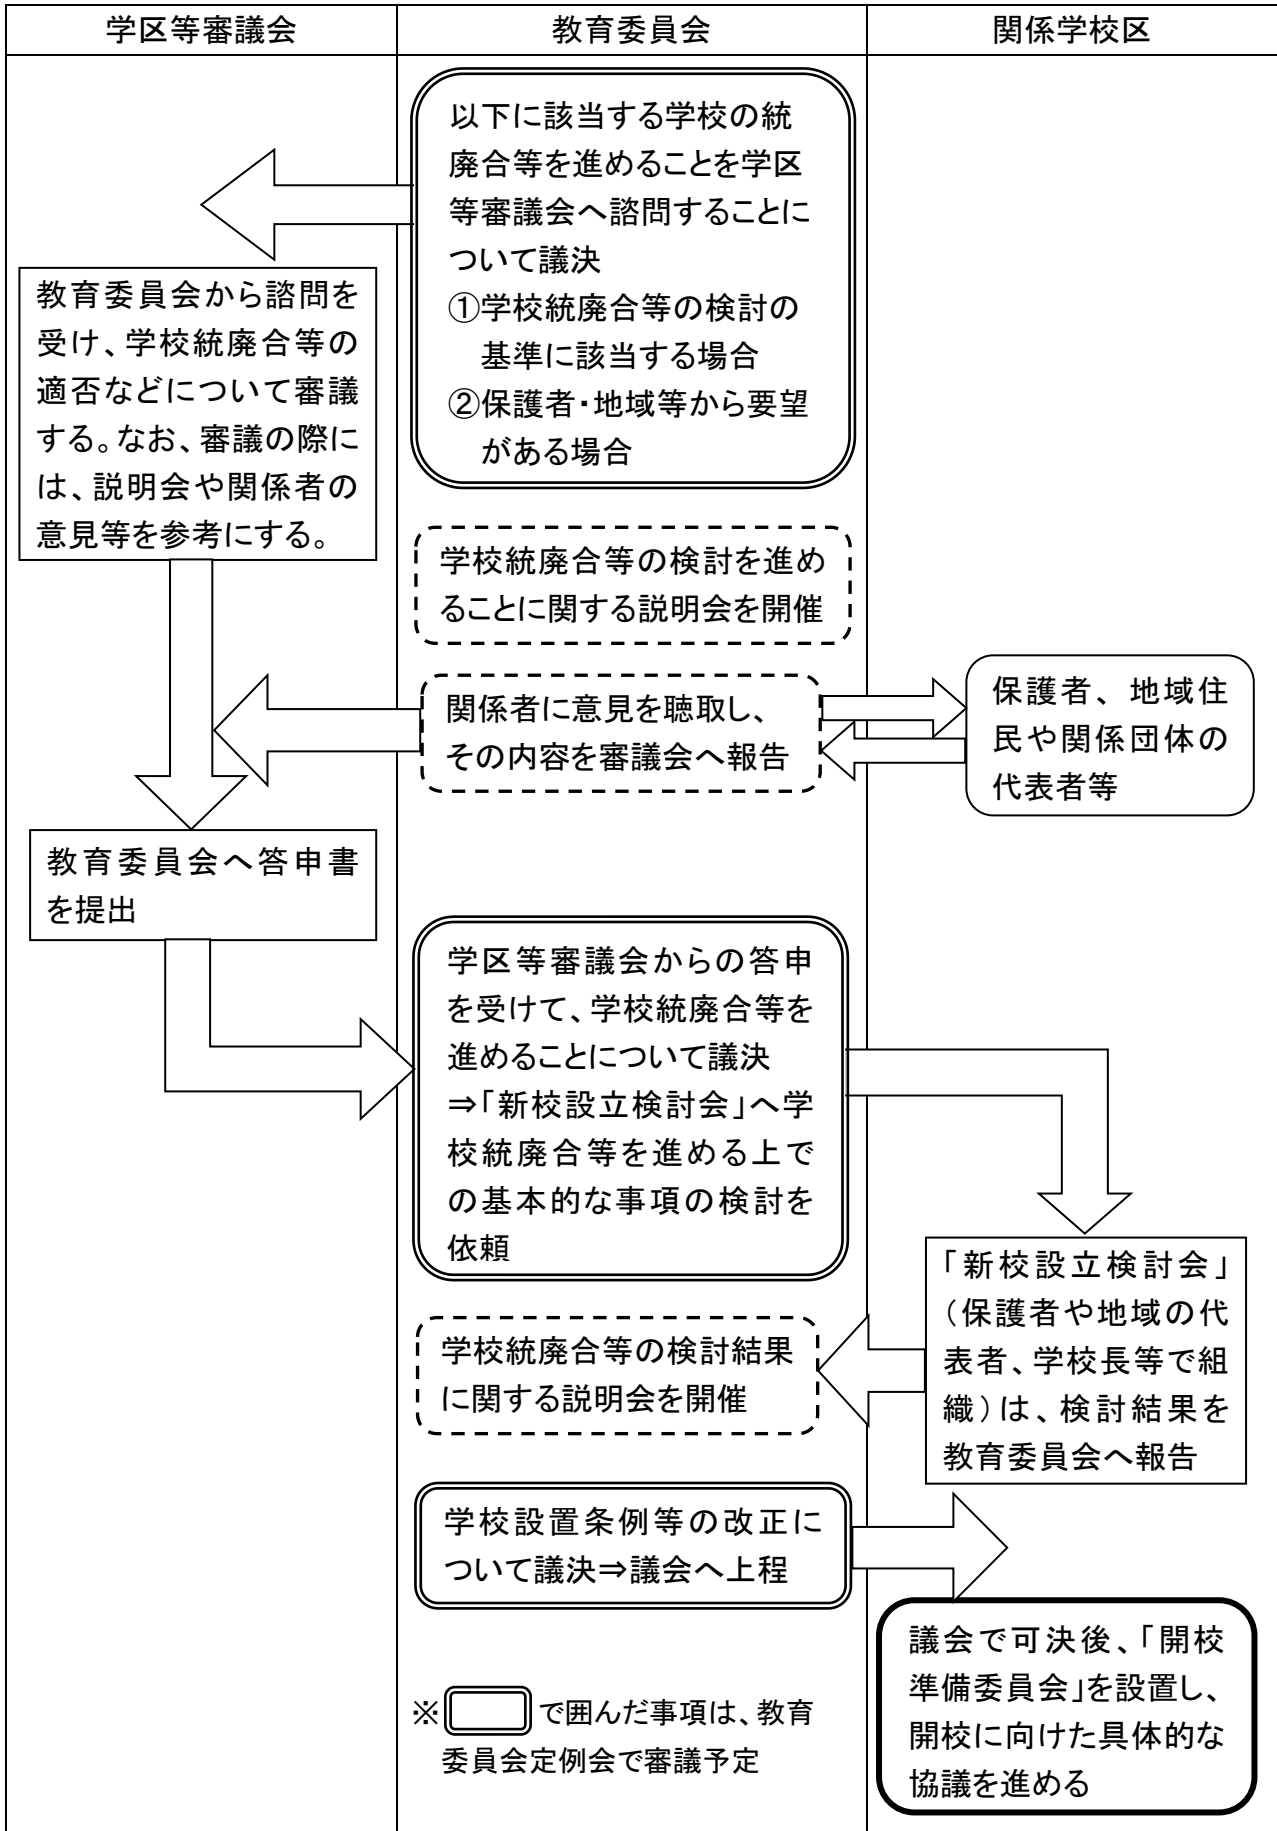 学区等審議会
教育委員会
関係学校区
以下に該当する学校の統
廃合等を進めることを学区
等審議会へ諮問することに
ついて議決
①学校統廃合等の検討の
基準に該当する場合
②保護者・地域等から要望
がある場合
教育委員会から諮問を
受け、学校統廃合等の
適否などについて審議
する。なお、審議の際に
は、説明会や関係者の
意見等を参考にする。
学校統廃合等の検討を進め
ることに関する説明会を開催
関係者に意見を聴取し、
その内容を審議会へ報告
保護者、地域住
民や関係団体の
代表者等
教育委員会へ答申書
を提出
学区等審議会からの答申
を受けて、学校統廃合等を
進めることについて議決
⇒「新校設立検討会」へ学
校統廃合等を進める上で
の基本的な事項の検討を
依頼
「新校設立検討会」
（保護者や地域の代
表者、学校長等で組
織）は、検討結果を
教育委員会へ報告
学校統廃合等の検討結果
に関する説明会を開催
学校設置条例等の改正に
ついて議決⇒議会へ上程
議会で可決後、「開校
準備委員会」を設置し、
開校に向けた具体的な
協議を進める
※で囲んだ事項は、教育
委員会定例会で審議予定